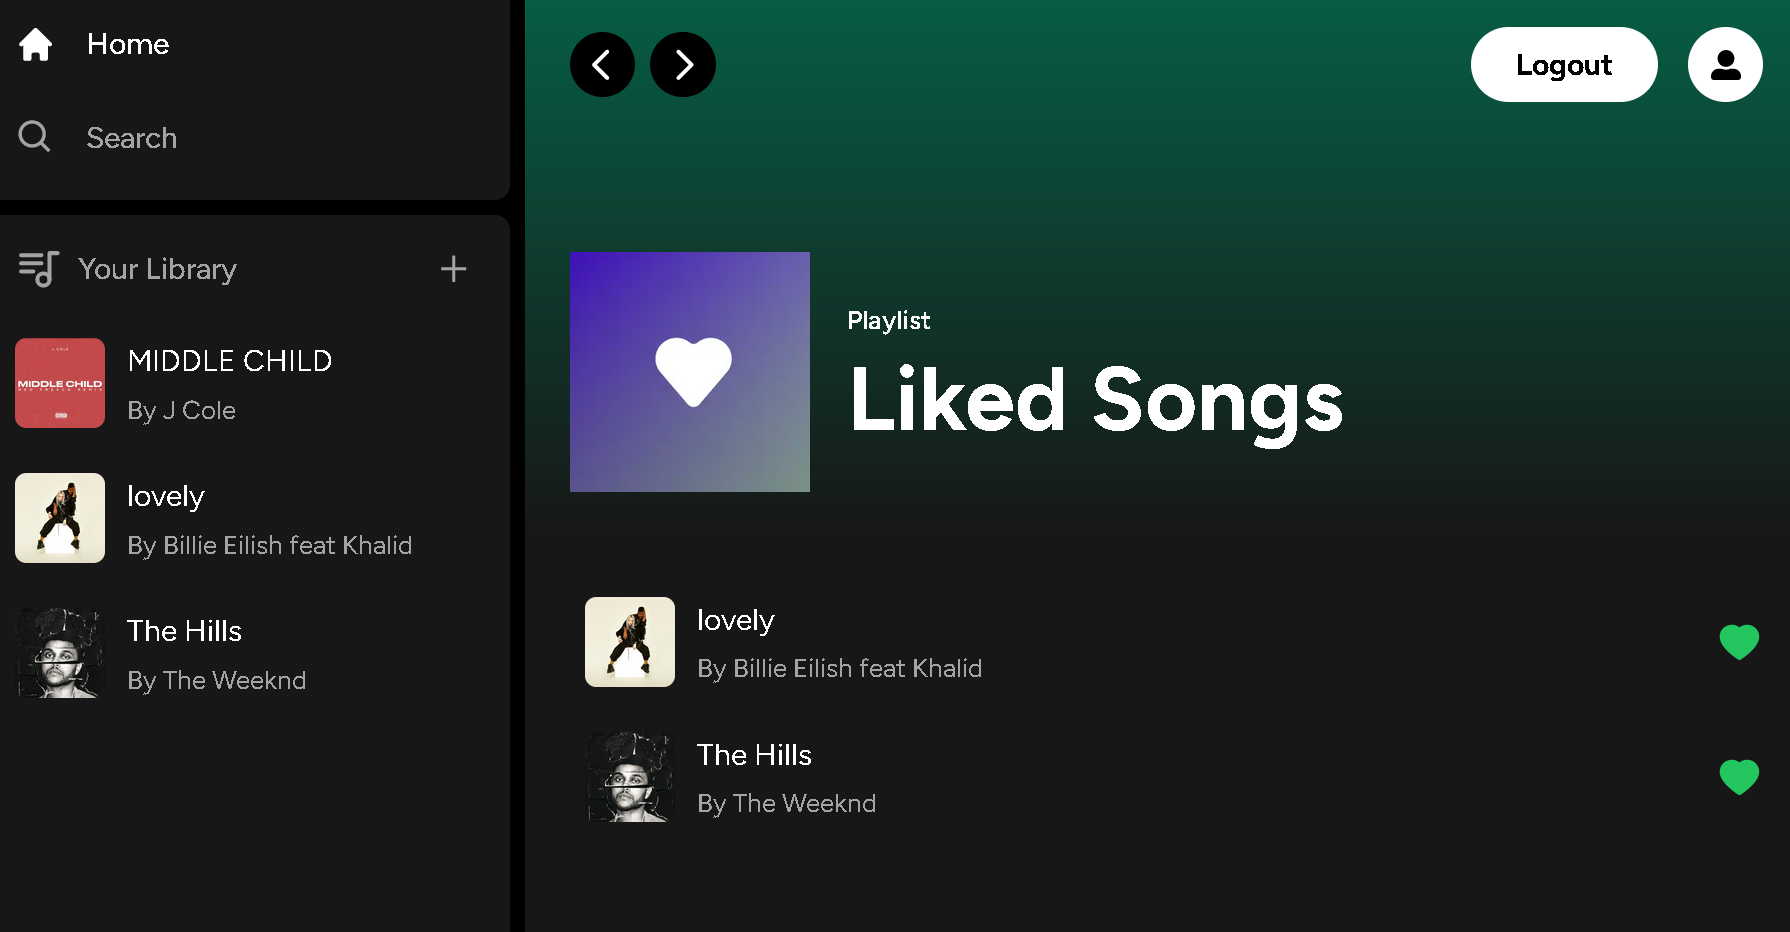 Home
Search
Your Library
MIDDLE CHILD
MIDDLE CHILD
By J Cole
lovely
By Billie Eilish feat Khalid
The Hills
By The Weeknd
Logout
Playlist
Liked Songs
lovely
By Billie Eilish feat Khalid
The Hills
By The Weeknd